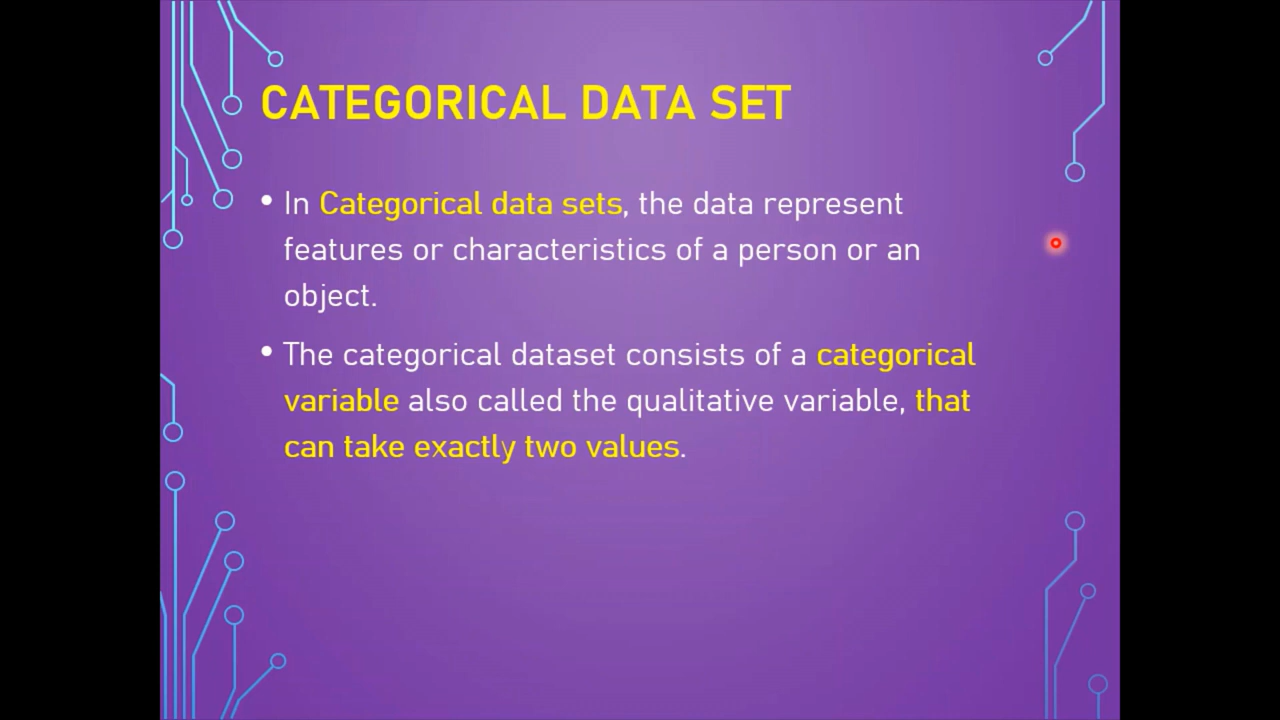 CATEGORICAL DATA SET
• In Categorical data sets, the data represent
features or characteristics of a person or an
object.
• The categorical dataset consists of a categorical
variable also called the qualitative variable, that
can take exactly two values.